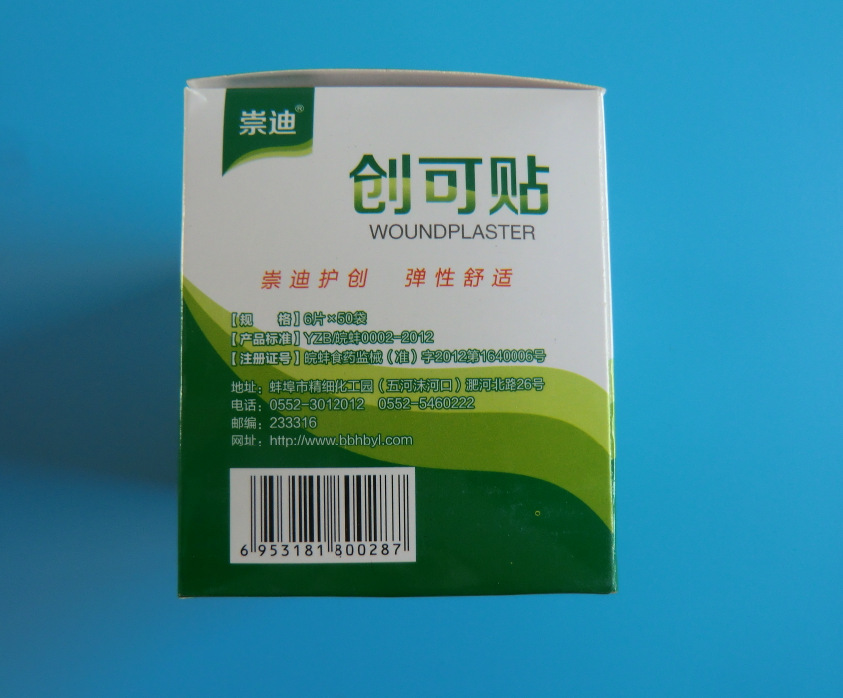 崇迪®
创可贴
WOUNDPLASTER
崇迪护创 弹性舒适
【规 格】6片×50袋
【产品标准】YZB/皖蚌0002-2012
【注册证号】皖蚌食药监械（准）字2012第1640006号
地址：蚌埠市精细化工园（五河沫河口）淝河北路26号
电话：0552-3012012 0552-5460222
邮编：233316
网址：http://www.bbhbyl.com
6 953181 800287